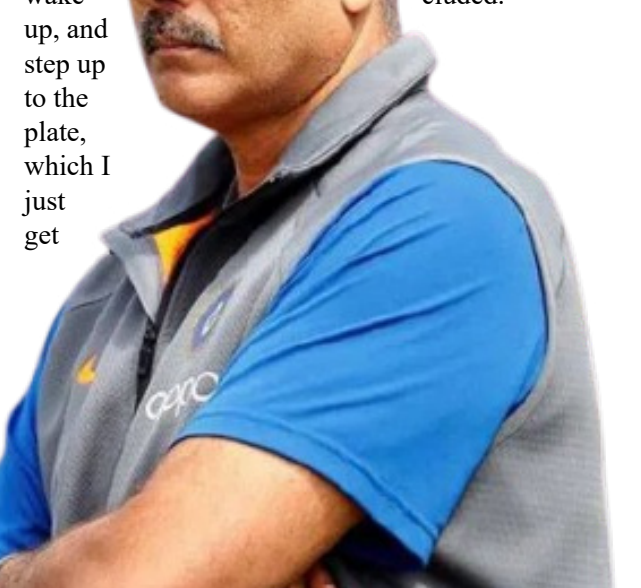 up, and
step up
to the
plate,
which I
just
get
oppo